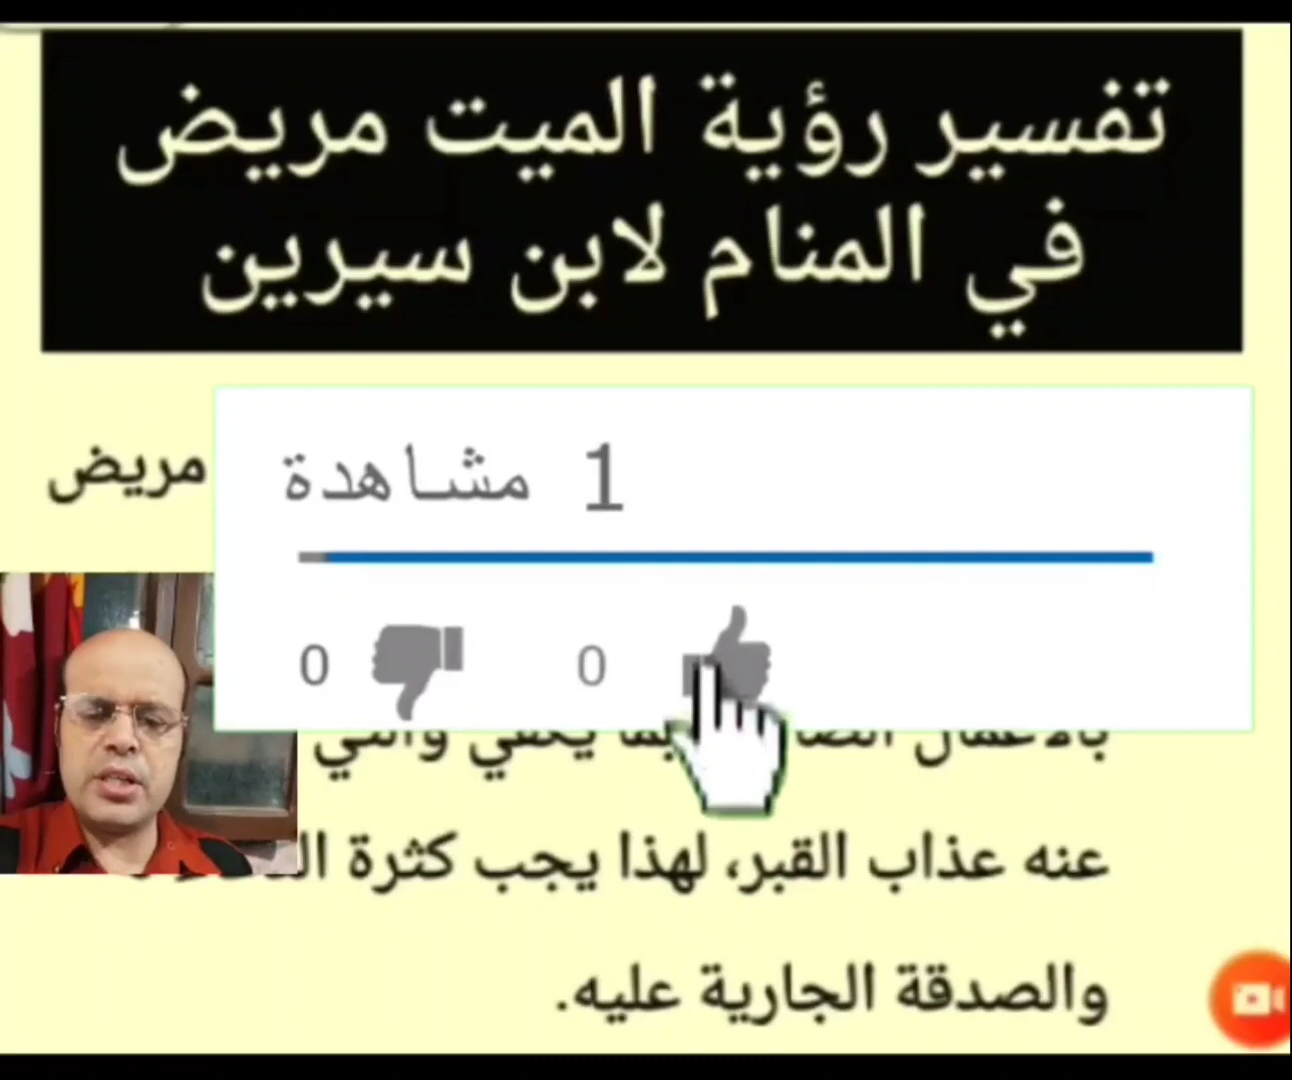 تفسير رؤية الميت مريض
في المنام لابن سيرين
مريض
1 مشاهدة
0 0
والتي
عنه عذاب القبر، لهذا يجب كثرة
والصدقة الجارية عليه.